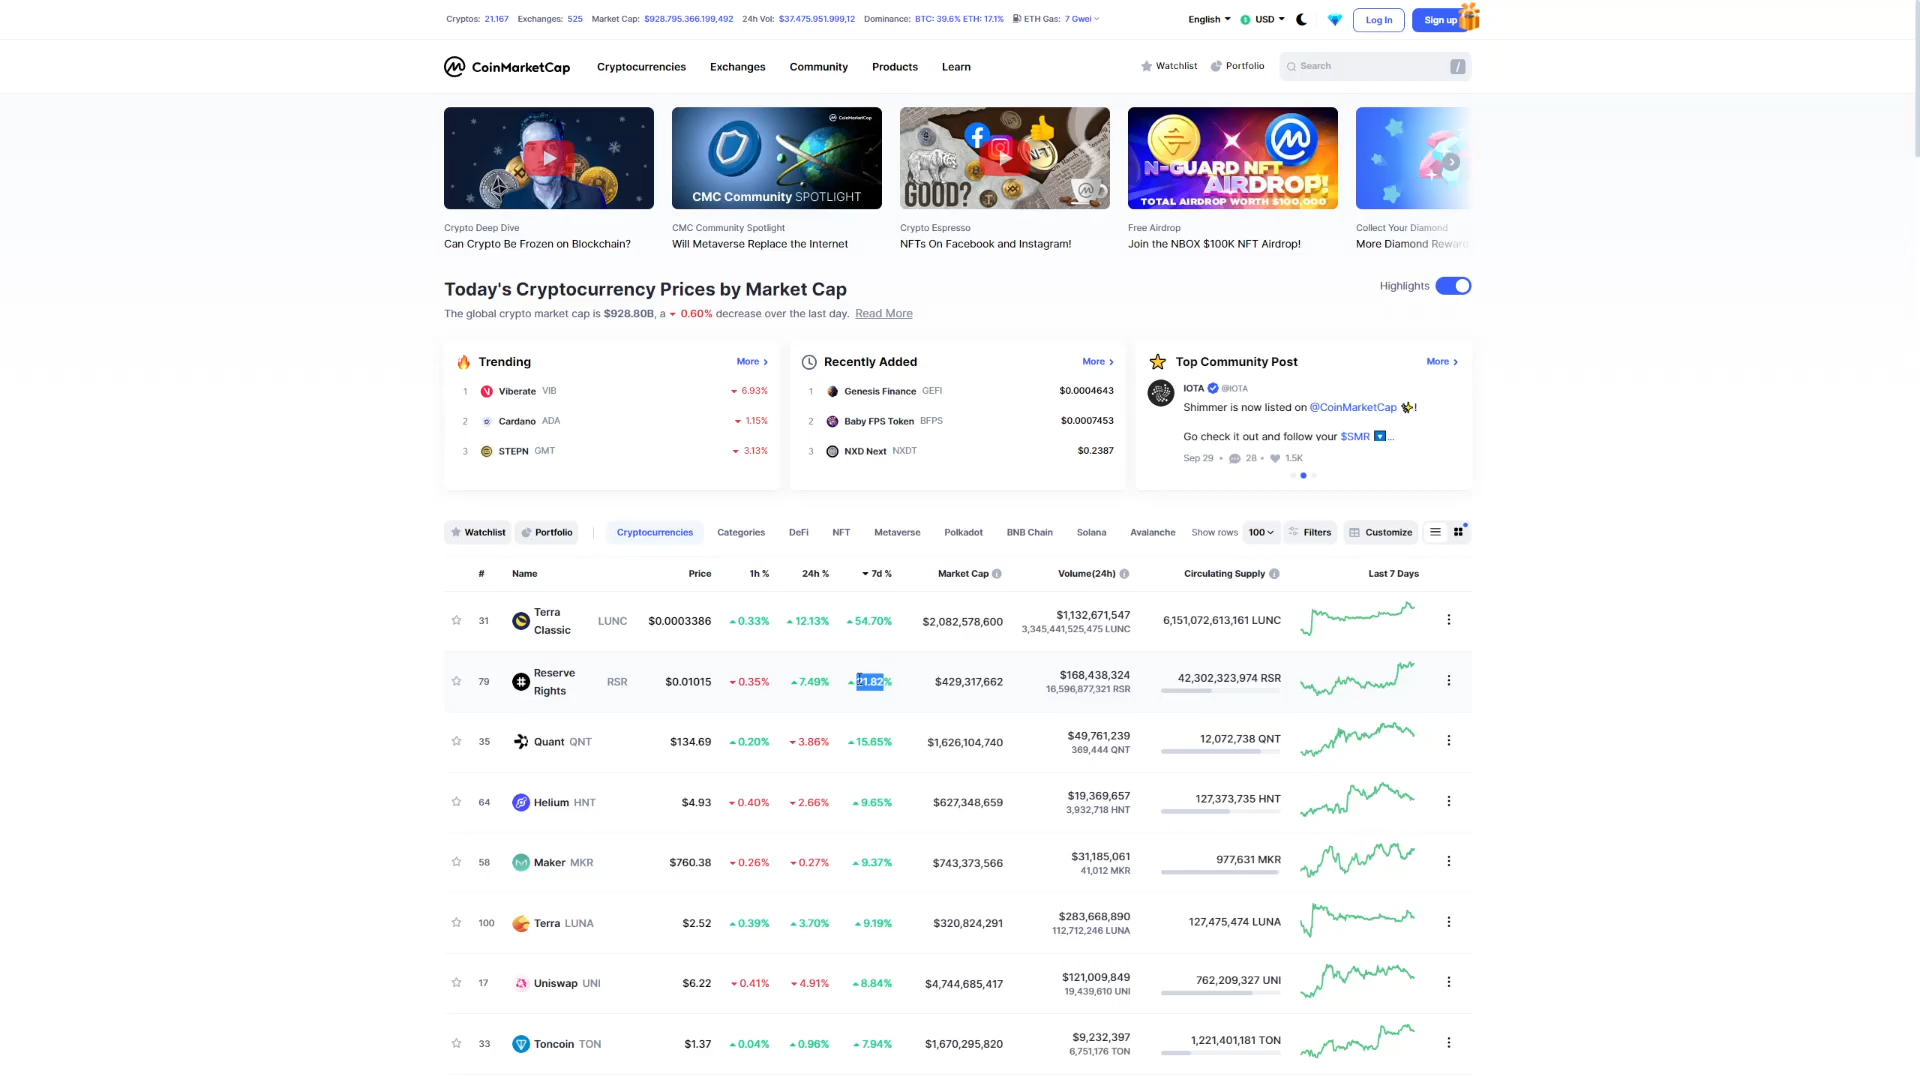 Cryptos: 21.167 Exchanges: 525 Market Cap: $928.795.366.199,492 24h Vol: $37.475.951.999,12 Dominance: BTC: 39.6% ETH: 17.1% ETH Gas: 7 Gwei
English USD Log In Sign up
CoinMarketCap Cryptocurrencies Exchanges Community Products Learn Watchlist Portfolio Search /
CoinMarketCap
CMC Community SPOTLIGHT
GOOD?
NFT
N-GUARD NFT
AIRDROP!
TOTAL AIRDROP WORTH $100,000
Crypto Deep Dive
Can Crypto Be Frozen on Blockchain?
CMC Community Spotlight
Will Metaverse Replace the Internet
Crypto Espresso
NFTs On Facebook and Instagram!
Free Airdrop
Join the NBOX $100K NFT Airdrop!
Collect Your Diamond
More Diamond Reward
Today's Cryptocurrency Prices by Market Cap
Highlights
The global crypto market cap is $928.80B, a 0.60% decrease over the last day. Read More
Trending More
1 Viberate VIB 6.93%
2 Cardano ADA 1.15%
3 STEPN GMT 3.13%
Recently Added More
1 Genesis Finance GEFI $0.0004643
2 Baby FPS Token BFPS $0.0007453
3 NXD Next NXDT $0.2387
Top Community Post More
IOTA @IOTA
Shimmer is now listed on @CoinMarketCap !
Go check it out and follow your $SMR ...
Sep 29 • 28 • 1.5K
Watchlist Portfolio Cryptocurrencies Categories DeFi NFT Metaverse Polkadot BNB Chain Solana Avalanche Show rows 100 Filters Customize
# Name Price 1h % 24h % 7d % Market Cap Volume(24h) Circulating Supply Last 7 Days
31 Terra Classic LUNC $0.0003386 0.33% 12.13% 54.70% $2,082,578,600 $1,132,671,547 6,151,072,613,161 LUNC
3,345,441,525,475 LUNC
79 Reserve Rights RSR $0.01015 0.35% 7.49% 21.82% $429,317,662 $168,438,324 42,302,323,974 RSR
16,596,877,321 RSR
35 Quant QNT $134.69 0.20% 3.86% 15.65% $1,626,104,740 $49,761,239 12,072,738 QNT
369,444 QNT
64 Helium HNT $4.93 0.40% 2.66% 9.65% $627,348,659 $19,369,657 127,373,735 HNT
3,932,718 HNT
58 Maker MKR $760.38 0.26% 0.27% 9.37% $743,373,566 $31,185,061 977,631 MKR
41,012 MKR
100 Terra LUNA $2.52 0.39% 3.70% 9.19% $320,824,291 $283,668,890 127,475,474 LUNA
112,712,246 LUNA
17 Uniswap UNI $6.22 0.41% 4.91% 8.84% $4,744,685,417 $121,009,849 762,209,327 UNI
19,439,610 UNI
33 Toncoin TON $1.37 0.04% 0.96% 7.94% $1,670,295,820 $9,232,397 1,221,401,181 TON
6,751,176 TON